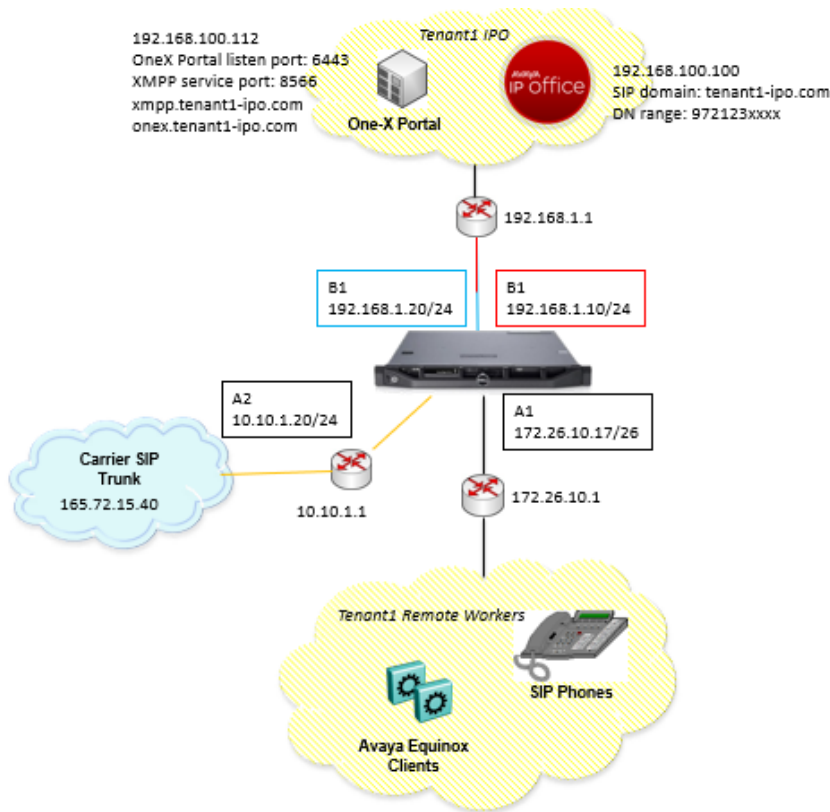 Tenant1 IPO
192.168.100.112
OneX Portal listen port: 6443
XMPP service port: 8566
xmpp.tenant1-ipo.com
onex.tenant1-ipo.com
One-X Portal
AVAYA
IP Office
192.168.100.100
SIP domain: tenant1-ipo.com
DN range: 972123xxxx
192.168.1.1
B1
192.168.1.20/24
B1
192.168.1.10/24
A2
10.10.1.20/24
A1
172.26.10.17/26
Carrier SIP
Trunk
165.72.15.40
10.10.1.1
172.26.10.1
Tenant1 Remote Workers
SIP Phones
Avaya Equinox
Clients